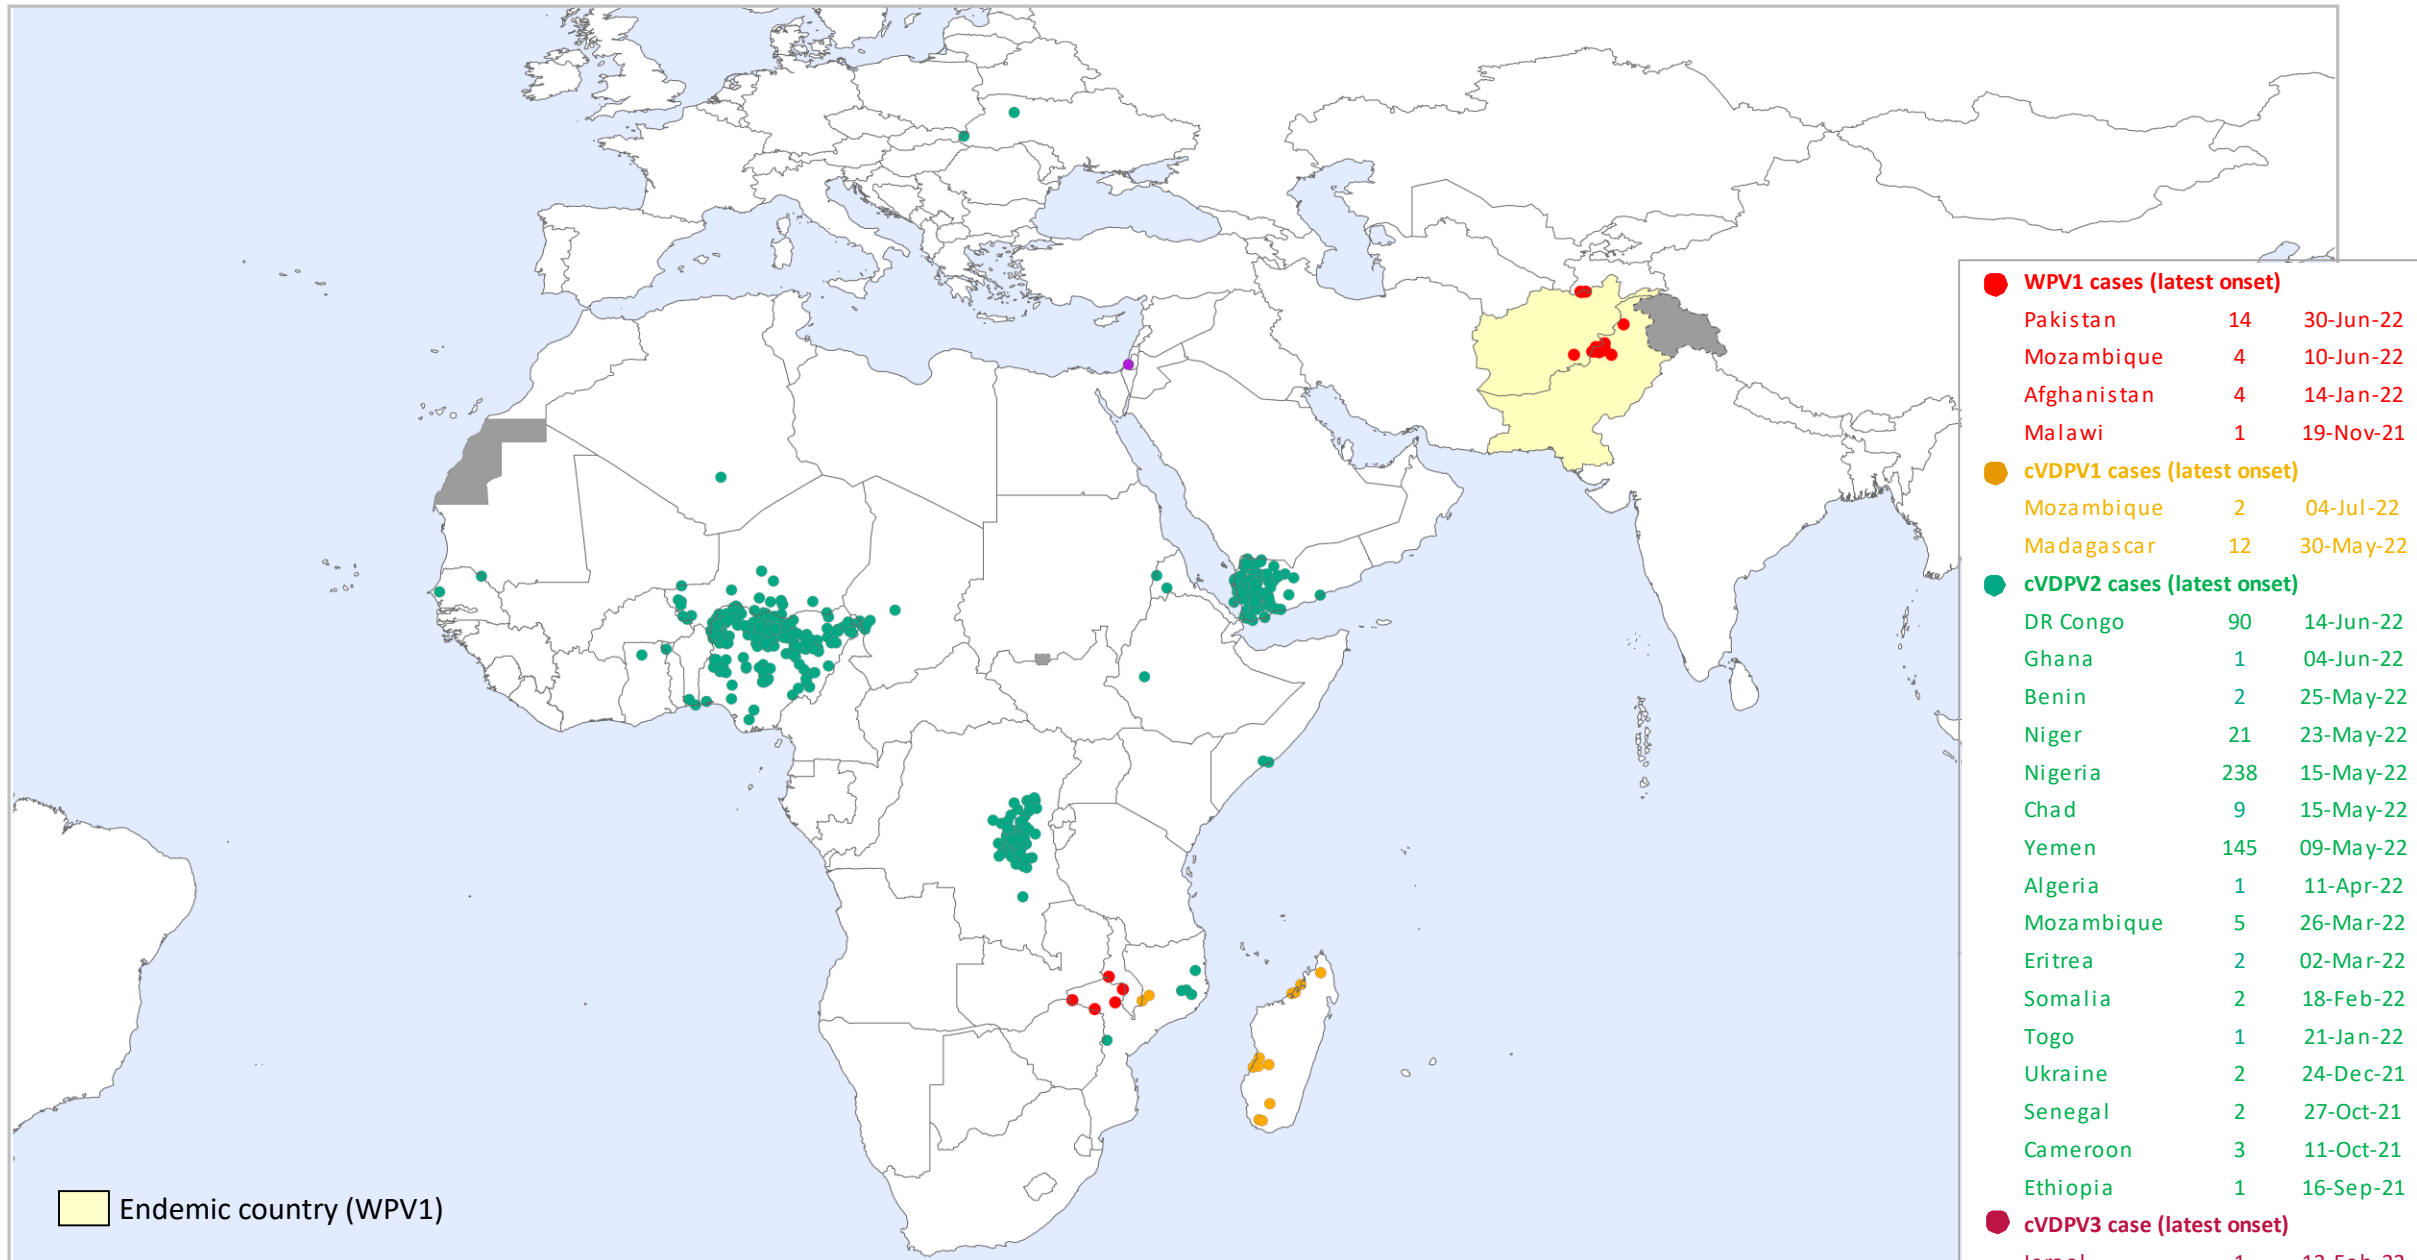 WPV1 cases (latest onset)
Pakistan 14 30-Jun-22
Mozambique 4 10-Jun-22
Afghanistan 4 14-Jan-22
Malawi 1 19-Nov-21
cVDPV1 cases (latest onset)
Mozambique 2 04-Jul-22
Madagascar 12 30-May-22
cVDPV2 cases (latest onset)
DR Congo 90 14-Jun-22
Ghana 1 04-Jun-22
Benin 2 25-May-22
Niger 21 23-May-22
Nigeria 238 15-May-22
Chad 9 15-May-22
Yemen 145 09-May-22
Algeria 1 11-Apr-22
Mozambique 5 26-Mar-22
Eritrea 2 02-Mar-22
Somalia 2 18-Feb-22
Togo 1 21-Jan-22
Ukraine 2 24-Dec-21
Senegal 2 27-Oct-21
Cameroon 3 11-Oct-21
Ethiopia 1 16-Sep-21
cVDPV3 case (latest onset)
Israel 1
Endemic country (WPV1)